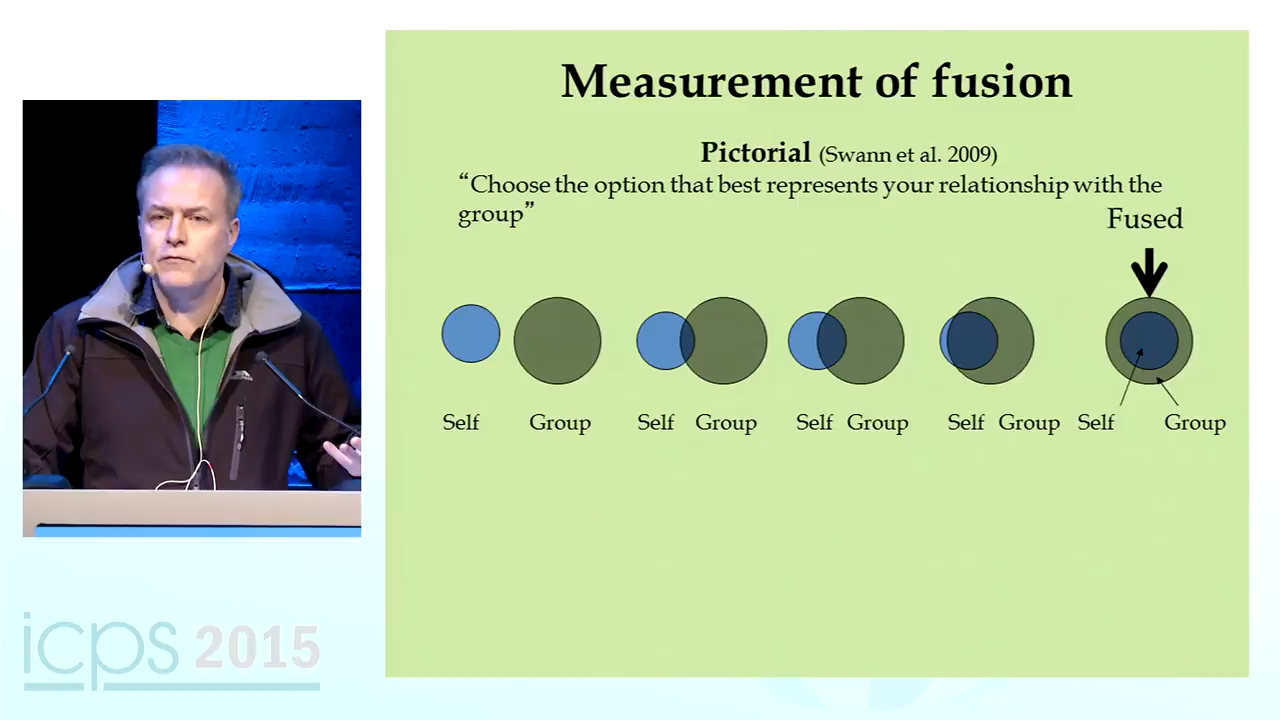 Measurement of fusion
Pictorial (Swann et al. 2009)
“Choose the option that best represents your relationship with the
group”
Fused
Self Group Self Group Self Group Self Group Self Group
icps 2015